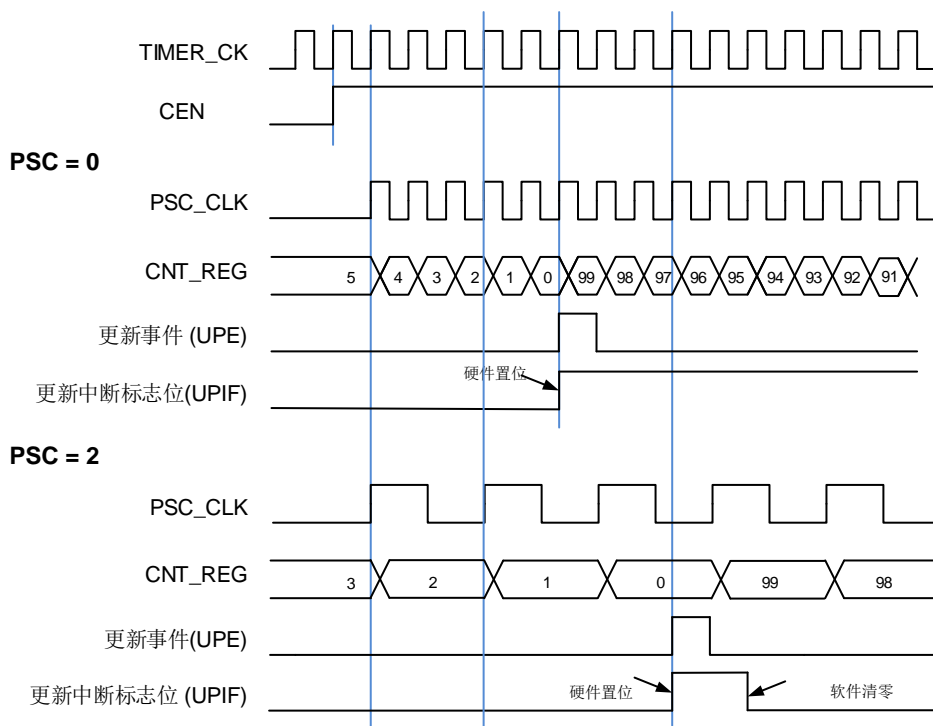 TIMER_CK
CEN
PSC = 0
PSC_CLK
CNT_REG 5 4 3 2 1 0 99 98 97 96 95 94 93 92 91
更新事件 (UPE)
硬件置位
更新中断标志位(UPIF)
PSC = 2
PSC_CLK
CNT_REG 3 2 1 0 99 98
更新事件(UPE)
更新中断标志位 (UPIF) 硬件置位 软件清零